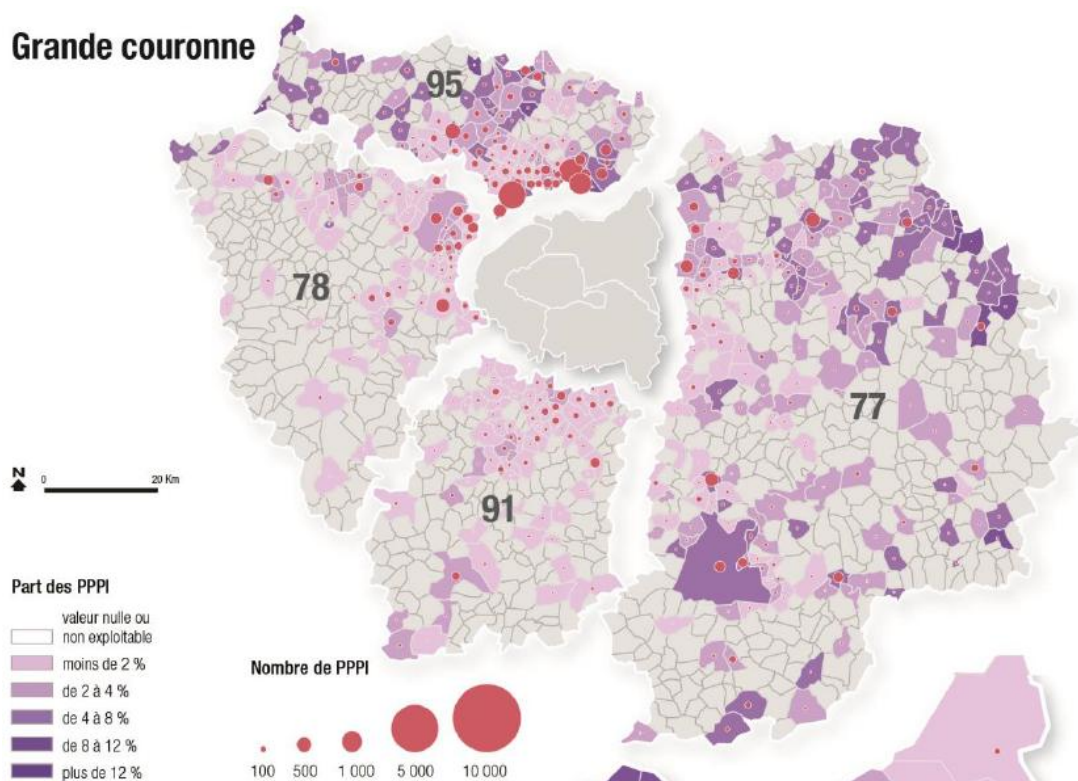 Grande couronne
95
78
77
91
N
0 20 Km
Part des PPPI
valeur nulle ou
non exploitable
moins de 2 %
de 2 à 4 %
de 4 à 8 %
de 8 à 12 %
plus de 12 %
Nombre de PPPI
100 500 1 000 5 000 10 000